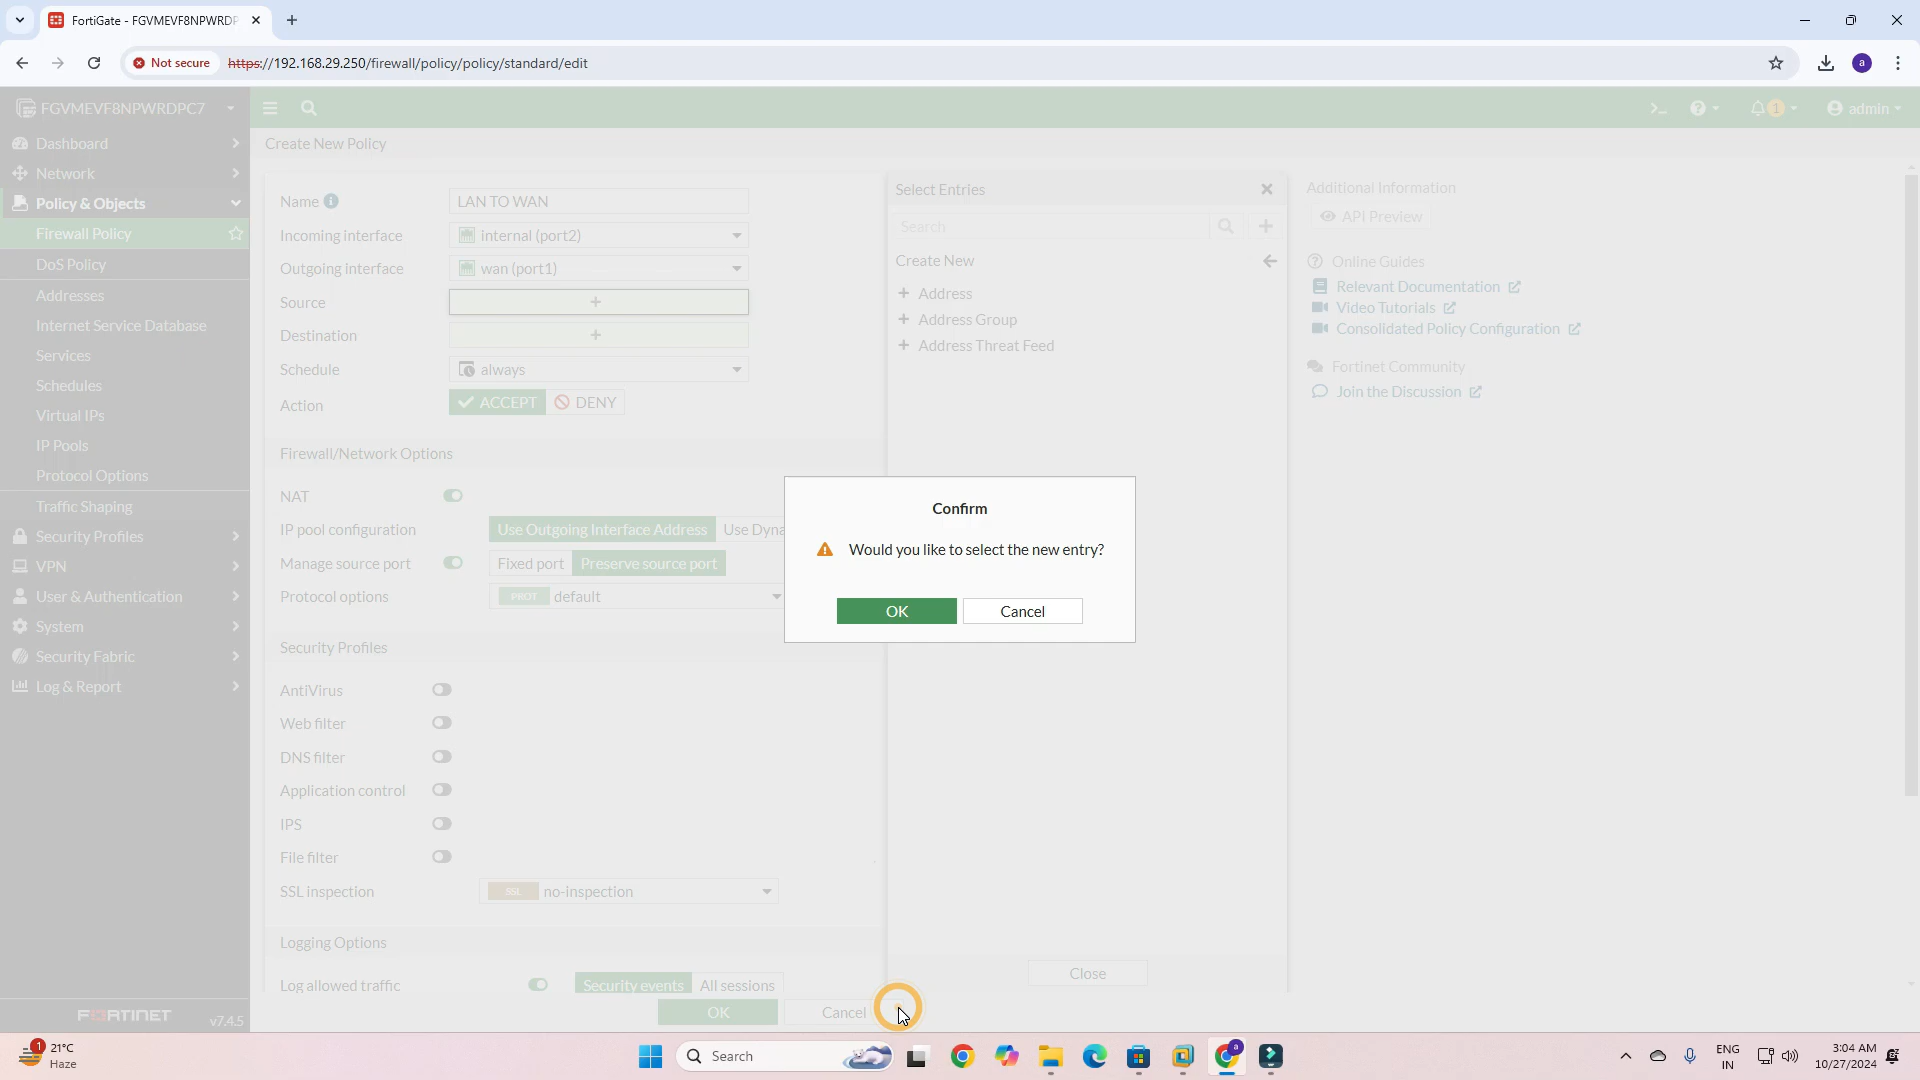 FortiGate - FGVMEVF8NPWRDP
Not secure
https://192.168.29.250/firewall/policy/policy/standard/edit
a
FGVMEVF8NPWRDPC7
1
admin
Dashboard
Network
Policy & Objects
Firewall Policy
DoS Policy
Addresses
Internet Service Database
Services
Schedules
Virtual IPs
IP Pools
Protocol Options
Traffic Shaping
Security Profiles
VPN
User & Authentication
System
Security Fabric
Log & Report
FORTINET
v7.4.5
Create New Policy
Name
LAN TO WAN
Incoming interface
internal (port2)
Outgoing interface
wan (port1)
Source
Destination
Schedule
always
Action
ACCEPT
DENY
Firewall/Network Options
NAT
IP pool configuration
Use Outgoing Interface Address
Use Dyna
Manage source port
Fixed port
Preserve source port
Protocol options
PROT
default
Security Profiles
AntiVirus
Web filter
DNS filter
Application control
IPS
File filter
SSL inspection
SSL
no-inspection
Logging Options
Log allowed traffic
Security events
All sessions
OK
Cancel
Select Entries
Search
Create New
Address
Address Group
Address Threat Feed
Close
Confirm
Would you like to select the new entry?
OK
Cancel
Additional Information
API Preview
Online Guides
Relevant Documentation
Video Tutorials
Consolidated Policy Configuration
Fortinet Community
Join the Discussion
1
21°C
Haze
Search
a
ENG
IN
3:04 AM
10/27/2024